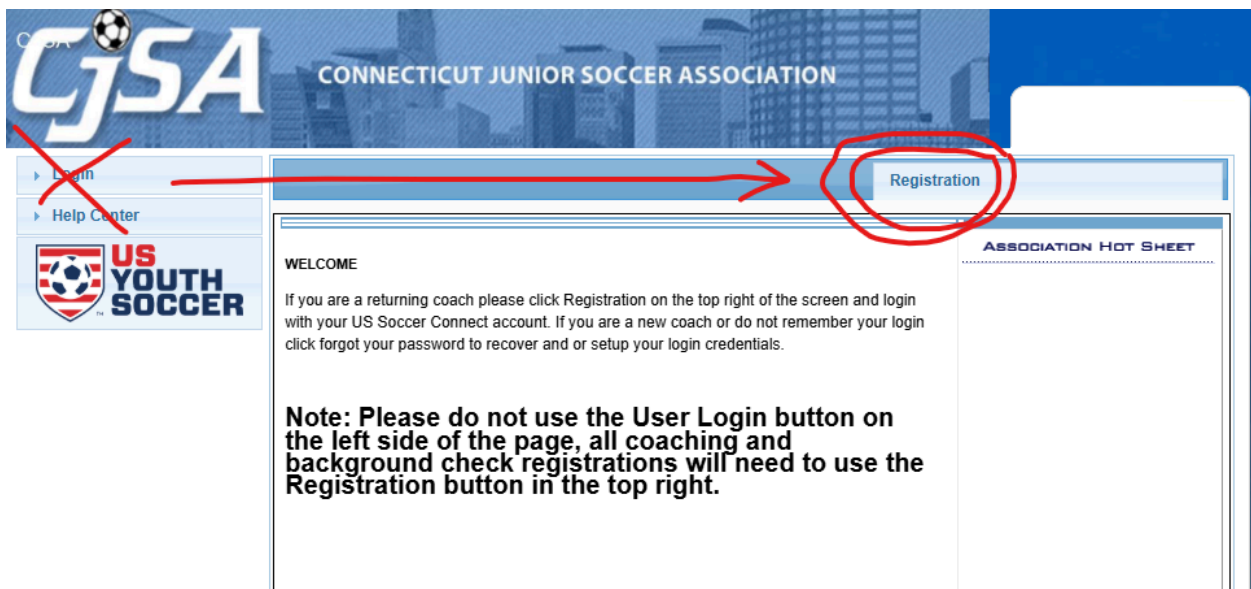 CJSA
CONNECTICUT JUNIOR SOCCER ASSOCIATION
Login
Registration
Help Center
US
YOUTH
SOCCER
ASSOCIATION HOT SHEET
WELCOME
If you are a returning coach please click Registration on the top right of the screen and login
with your US Soccer Connect account. If you are a new coach or do not remember your login
click forgot your password to recover and or setup your login credentials.
Note: Please do not use the User Login button on
the left side of the page, all coaching and
background check registrations will need to use the
Registration button in the top right.